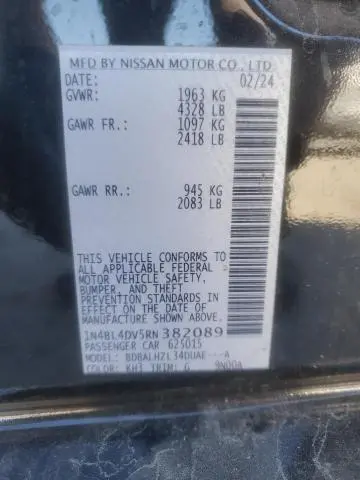 MFD BY NISSAN MOTOR CO., LTD
DATE: 02/24
GVWR: 1963 KG
4328 LB
GAWR FR.: 1097 KG
2418 LB
GAWR RR.: 945 KG
2083 LB
THIS VEHICLE CONFORMS TO
ALL APPLICABLE FEDERAL
MOTOR VEHICLE SAFETY,
BUMPER, AND THEFT
PREVENTION STANDARDS IN
EFFECT ON THE DATE OF
MANUFACTURE SHOWN ABOVE.
1N4BL4DV5RN382089
PASSENGER CAR 625015
MODEL: BDBALHZL34DUAE---A
COLOR: KH3 TRIM: G 9N00A